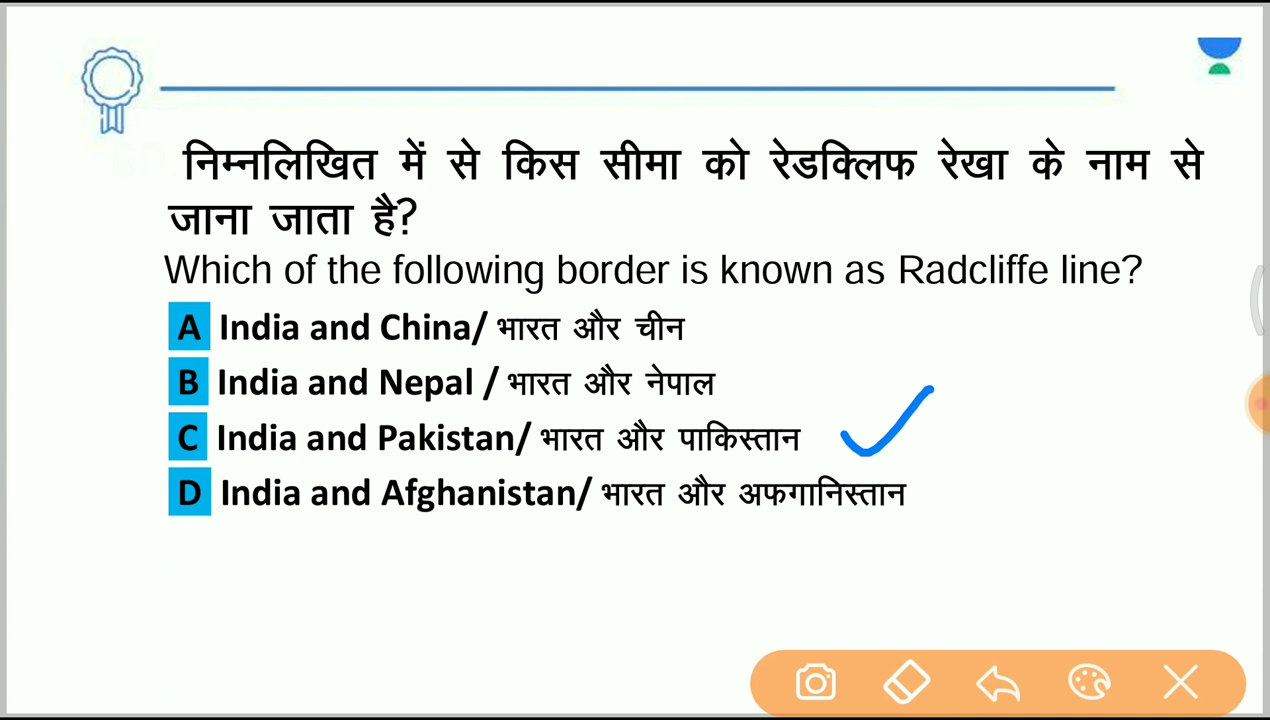 निम्नलिखित में से किस सीमा को रेडक्लिफ रेखा के नाम से
जाना जाता है?
Which of the following border is known as Radcliffe line?
A India and China/ भारत और चीन
B India and Nepal / भारत और नेपाल
C India and Pakistan/ भारत और पाकिस्तान
D India and Afghanistan/ भारत और अफगानिस्तान